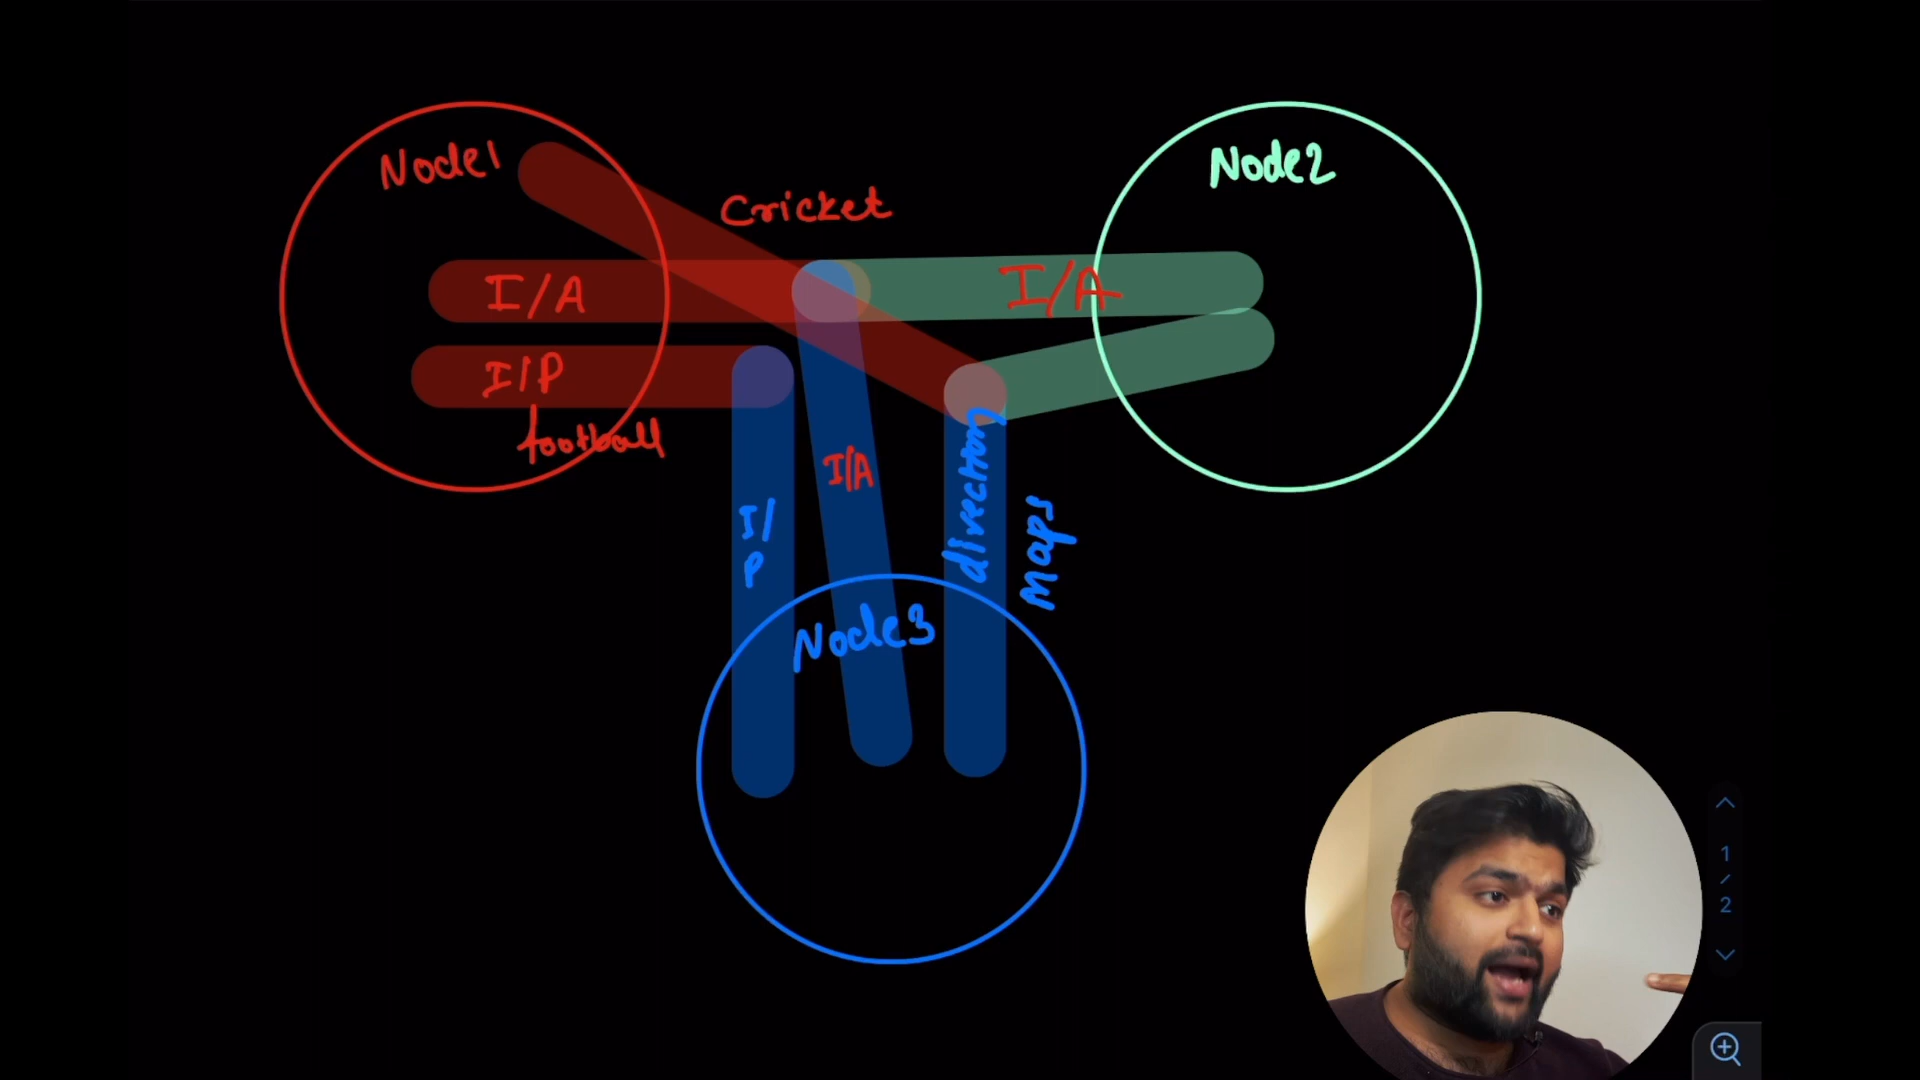 Node1
Node2
Cricket
I/A
I/A
I/P
football
I/A
I/
P
direction
Maps
Node3
1
/
2